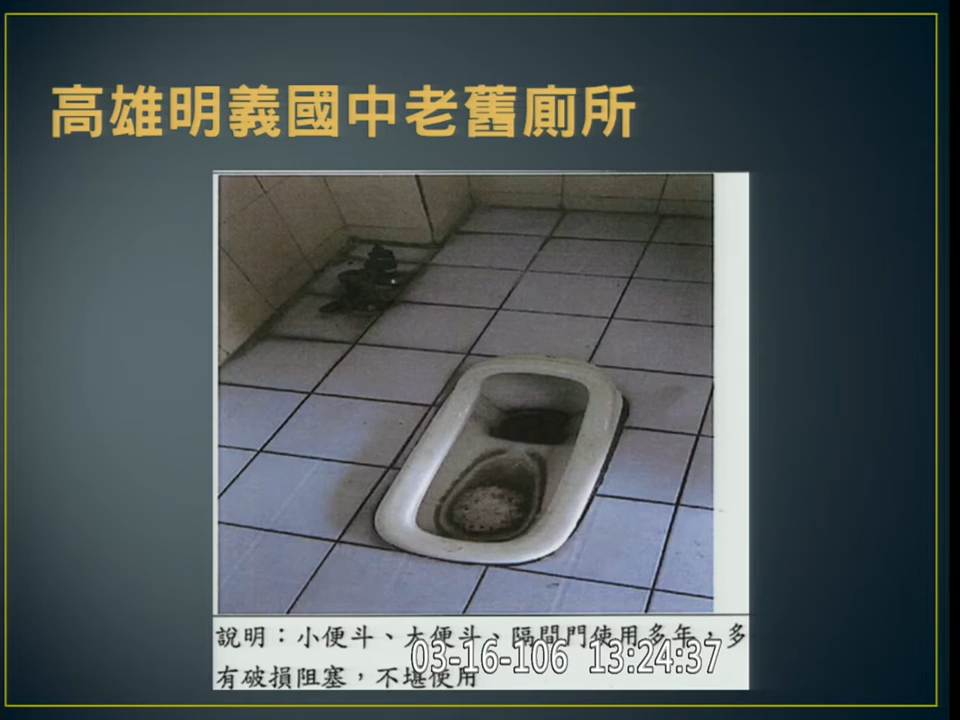 高雄明義國中老舊廁所
說明：小便斗、大便斗、隔間門使用多年，多
有破損阻塞，不堪使用
03-16-106 13:24:37